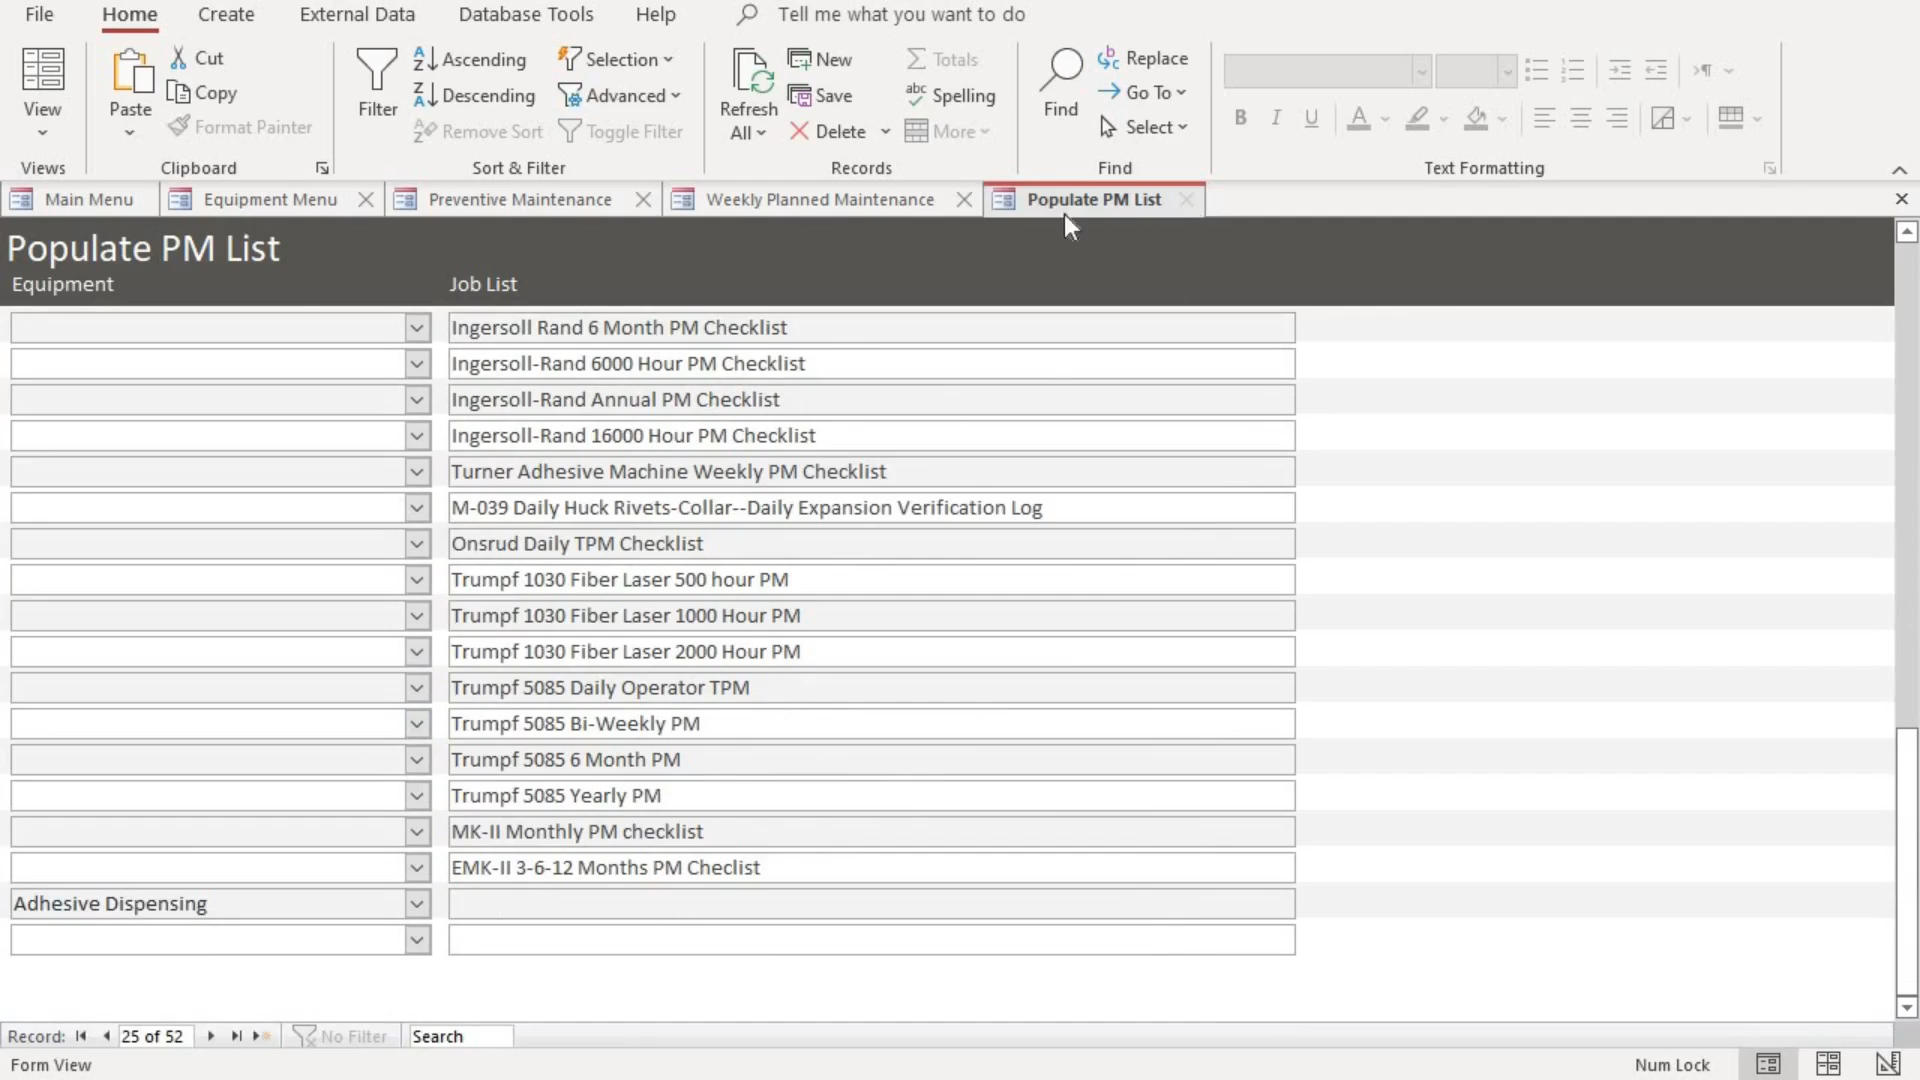 File Home Create External Data Database Tools Help Tell me what you want to do
View
Views
Paste
Cut
Copy
Format Painter
Clipboard
Filter
Ascending
Descending
Remove Sort
Selection
Advanced
Toggle Filter
Sort & Filter
Refresh
All
New
Save
Delete
Totals
Spelling
More
Records
Find
Replace
Go To
Select
Find
B I U
Text Formatting
Main Menu Equipment Menu Preventive Maintenance Weekly Planned Maintenance Populate PM List
Populate PM List
Equipment Job List
Ingersoll Rand 6 Month PM Checklist
Ingersoll-Rand 6000 Hour PM Checklist
Ingersoll-Rand Annual PM Checklist
Ingersoll-Rand 16000 Hour PM Checklist
Turner Adhesive Machine Weekly PM Checklist
M-039 Daily Huck Rivets-Collar--Daily Expansion Verification Log
Onsrud Daily TPM Checklist
Trumpf 1030 Fiber Laser 500 hour PM
Trumpf 1030 Fiber Laser 1000 Hour PM
Trumpf 1030 Fiber Laser 2000 Hour PM
Trumpf 5085 Daily Operator TPM
Trumpf 5085 Bi-Weekly PM
Trumpf 5085 6 Month PM
Trumpf 5085 Yearly PM
MK-II Monthly PM checklist
EMK-II 3-6-12 Months PM Checlist
Adhesive Dispensing
Record: 25 of 52 No Filter Search
Form View Num Lock